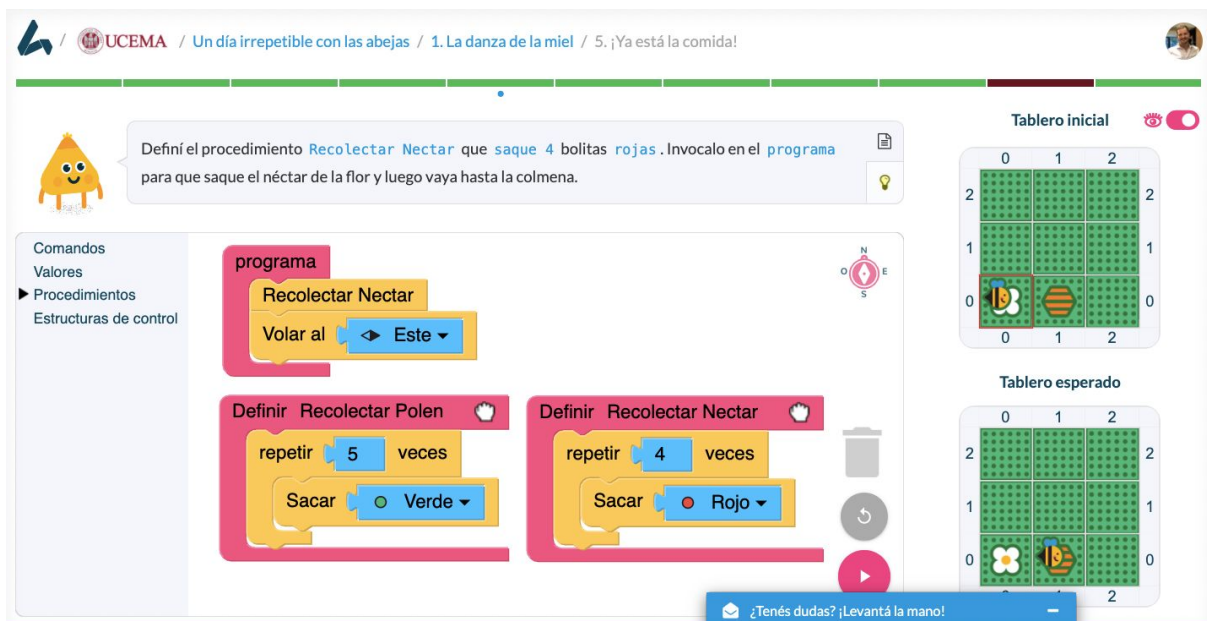 / UCEMA / Un día irrepetible con las abejas / 1. La danza de la miel / 5. ¡Ya está la comida!
Definí el procedimiento Recolectar Nectar que saque 4 bolitas rojas. Invocalo en el programa
para que saque el néctar de la flor y luego vaya hasta la colmena.
Comandos
Valores
Procedimientos
Estructuras de control
programa
Recolectar Nectar
Volar al Este
Definir Recolectar Polen
repetir 5 veces
Sacar Verde
Definir Recolectar Nectar
repetir 4 veces
Sacar Rojo
N
O E
S
Tablero inicial
0 1 2
2 2
1 1
0 0
0 1 2
Tablero esperado
0 1 2
2 2
1 1
0 0
2
¿Tenés dudas? ¡Levantá la mano!